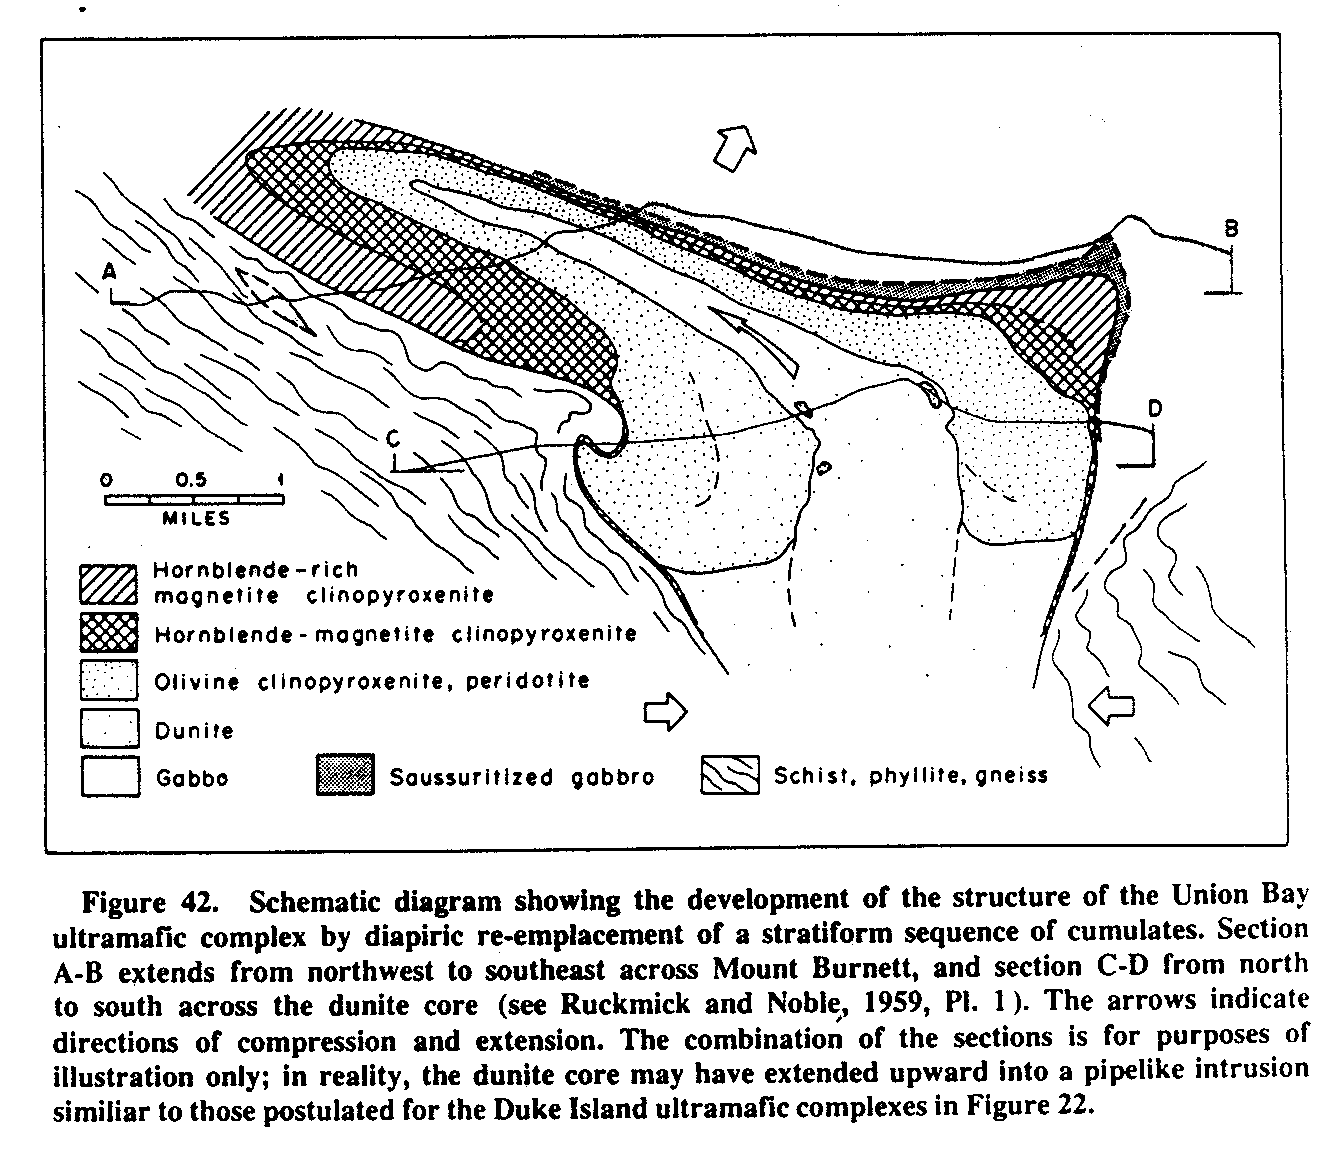 B
A
D
C
0 0.5 1
MILES
Hornblende-rich
magnetite clinopyroxenite
Hornblende-magnetite clinopyroxenite
Olivine clinopyroxenite, peridotite
Dunite
Gabbo
Saussuritized gabbro
Schist, phyllite, gneiss
Figure 42. Schematic diagram showing the development of the structure of the Union Bay
ultramafic complex by diapiric re-emplacement of a stratiform sequence of cumulates. Section
A-B extends from northwest to southeast across Mount Burnett, and section C-D from north
to south across the dunite core (see Ruckmick and Noble, 1959, Pl. 1). The arrows indicate
directions of compression and extension. The combination of the sections is for purposes of
illustration only; in reality, the dunite core may have extended upward into a pipelike intrusion
similiar to those postulated for the Duke Island ultramafic complexes in Figure 22.